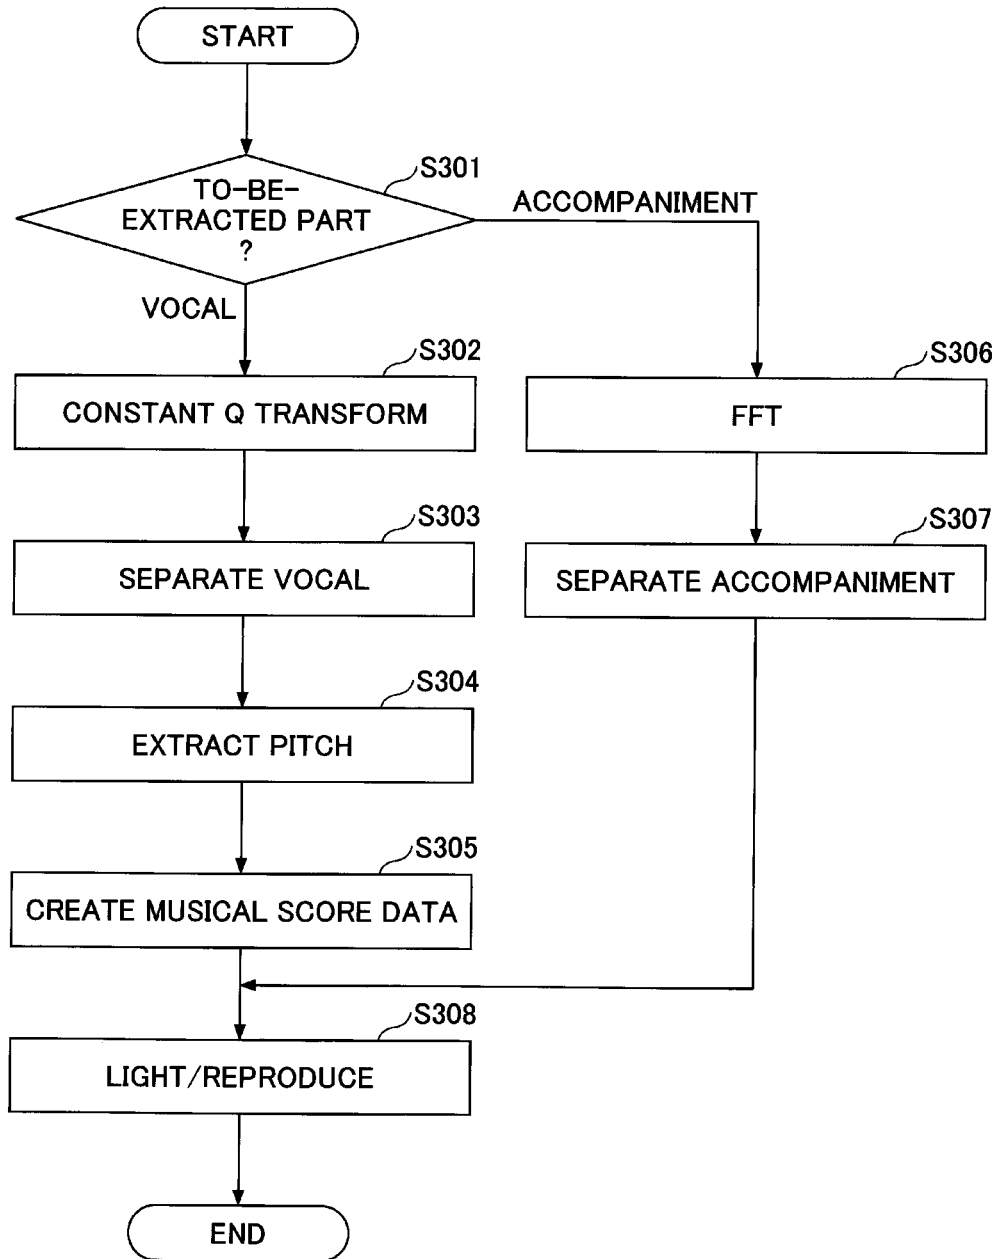 START
S301
TO-BE-
EXTRACTED PART
?
ACCOMPANIMENT
VOCAL
S302
CONSTANT Q TRANSFORM
S306
FFT
S303
SEPARATE VOCAL
S307
SEPARATE ACCOMPANIMENT
S304
EXTRACT PITCH
S305
CREATE MUSICAL SCORE DATA
S308
LIGHT/REPRODUCE
END